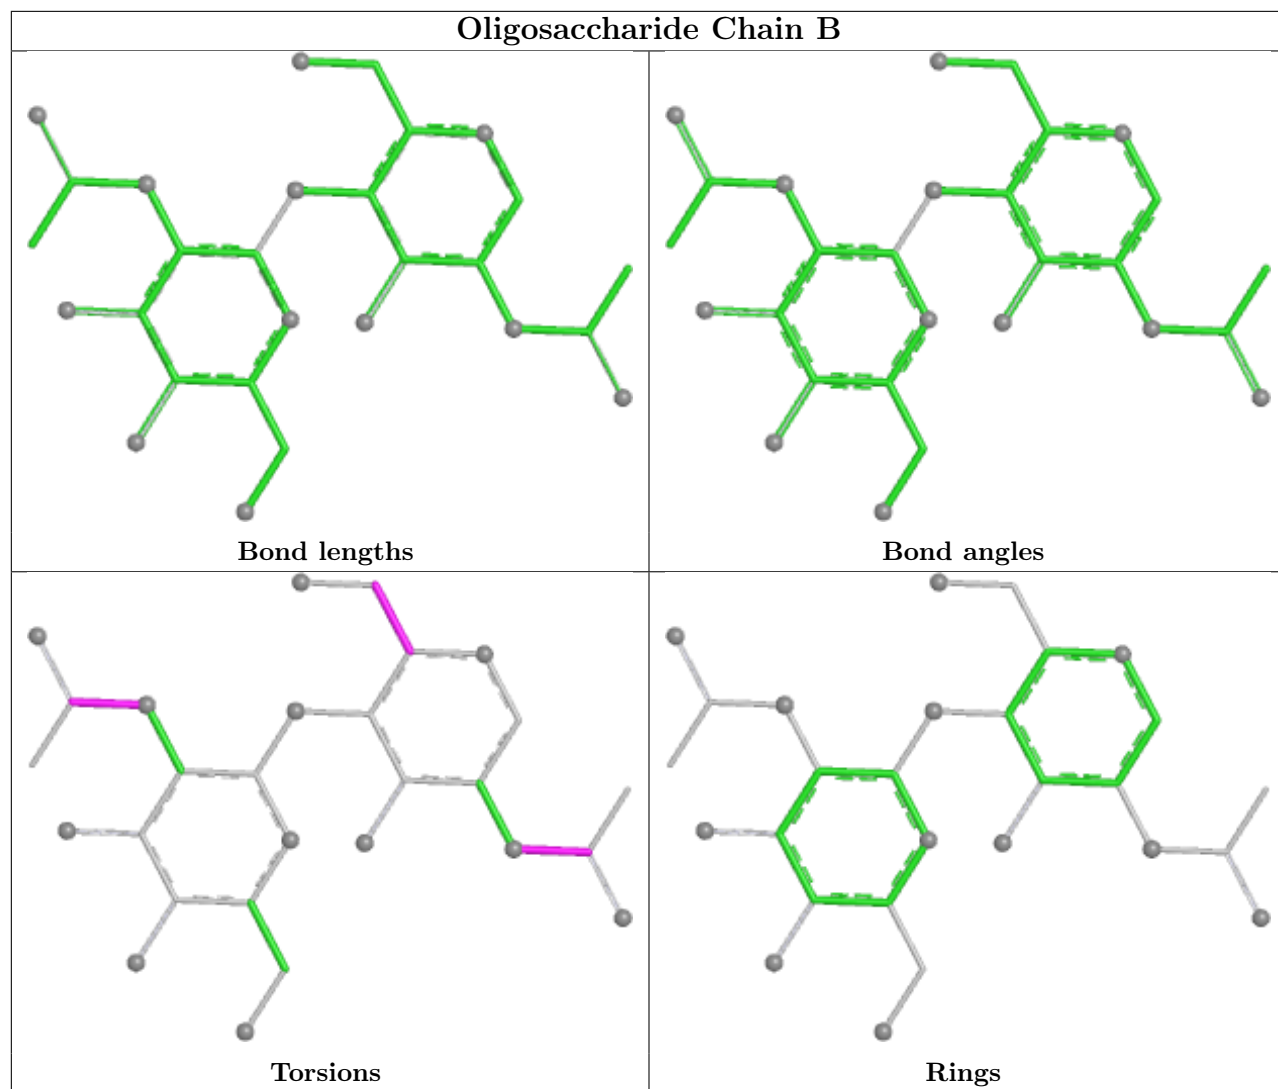 Oligosaccharide Chain B
Bond lengths
Bond angles
Torsions
Rings